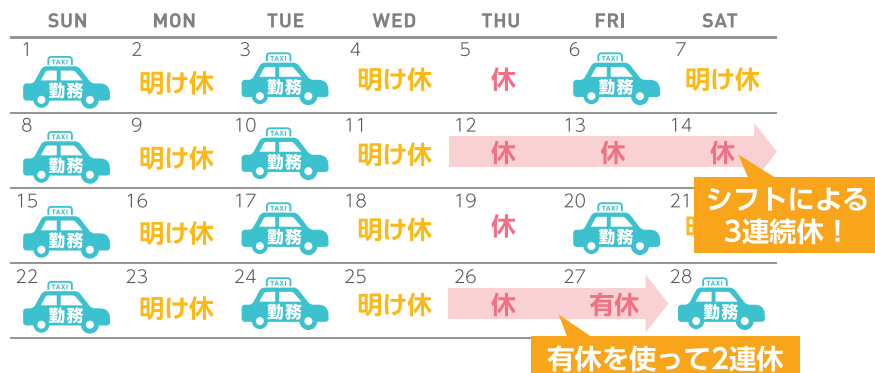 SUN MON TUE WED THU FRI SAT
1 2 3 4 5 6 7
TAXI TAXI TAXI
勤務 明け休 勤務 明け休 休 勤務 明け休
8 9 10 11 12 13 14
TAXI TAXI
勤務 明け休 勤務 明け休 休 休 休
シフトによる
3連続休！
15 16 17 18 19 20 21
TAXI TAXI TAXI
勤務 明け休 勤務 明け休 休 勤務
22 23 24 25 26 27 28
TAXI TAXI TAXI
勤務 明け休 勤務 明け休 休 有休 勤務
有休を使って2連休